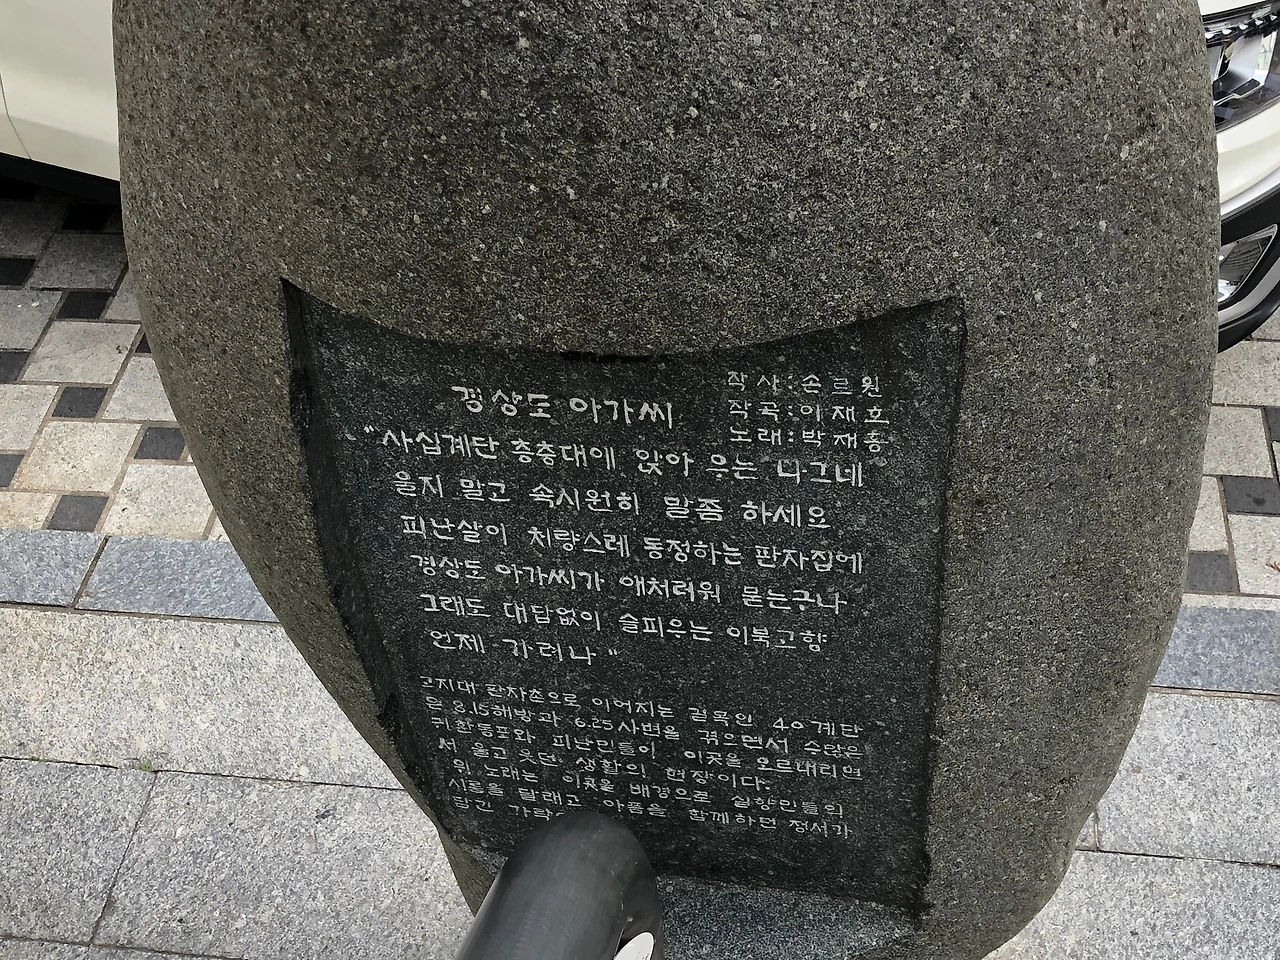 경상도 아가씨
작사:손르원
작곡:이재호
노래:박재홍
"사십계단 층층대에 앉아 우는 나그네
울지 말고 속시원히 말좀 하세요
피난살이 처량스레 동정하는 판자집에
경상도 아가씨가 애처러워 묻는구나
그래도 대답없이 슬피우는 이북고향
언제 가려나"
고지대 판자촌으로 이어지는 길목인 40계단
은 8.15해방과 6.25사변을 겪으면서 수많은
귀환동포와 피난민들이 이곳을 오르내리면
서 울고 웃던 생활의 현장이다.
위 노래는 이곳을 배경으로 실향민들의
시름을 달래고 아픔을 함께하던 정서가
담긴